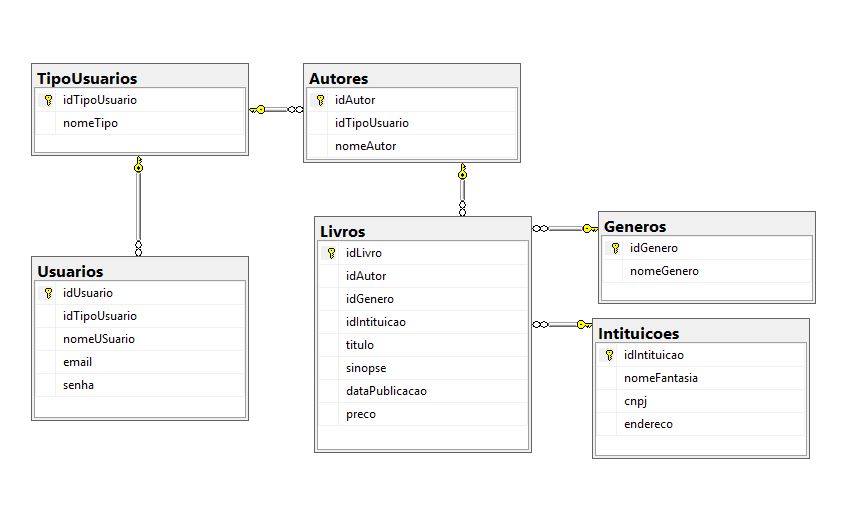 TipoUsuarios
idTipoUsuario
nomeTipo
Autores
idAutor
idTipoUsuario
nomeAutor
Usuarios
idUsuario
idTipoUsuario
nomeUSuario
email
senha
Livros
idLivro
idAutor
idGenero
idIntituicao
titulo
sinopse
dataPublicacao
preco
Generos
idGenero
nomeGenero
Intituicoes
idIntituicao
nomeFantasia
cnpj
endereco